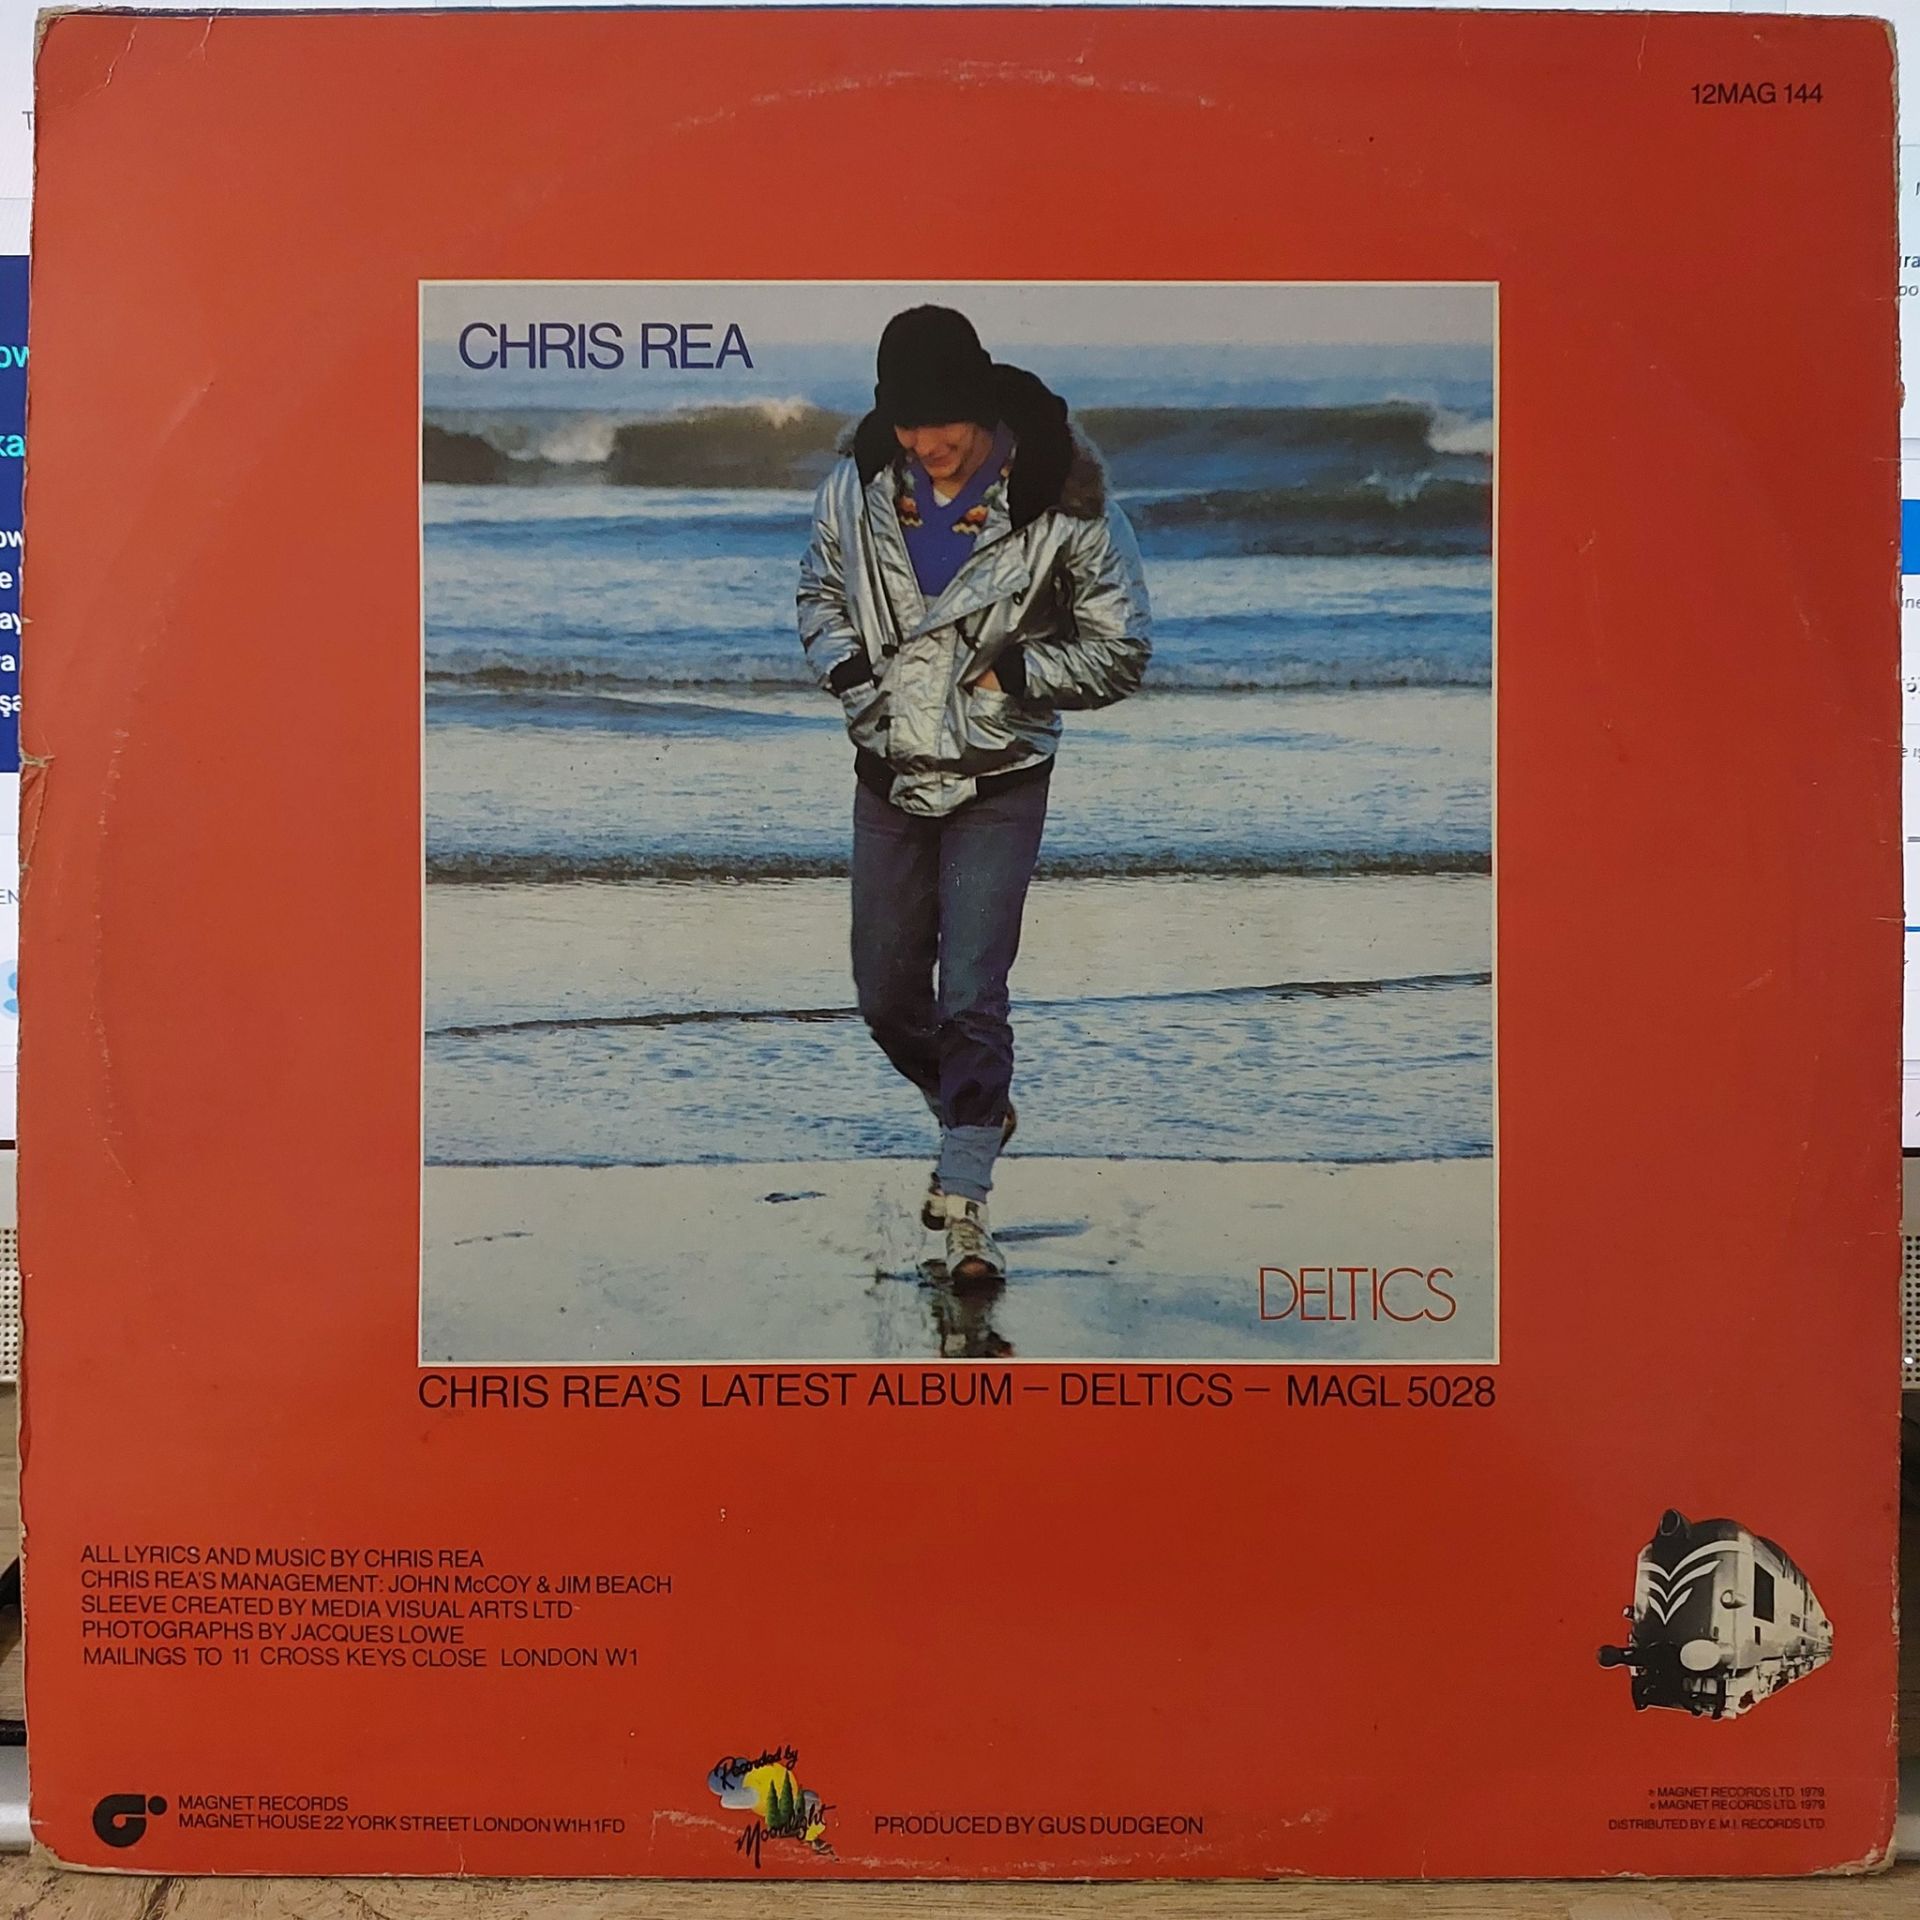 12MAG 144
CHRIS REA
DELTICS
CHRIS REA'S LATEST ALBUM – DELTICS – MAGL 5028
ALL LYRICS AND MUSIC BY CHRIS REA
CHRIS REA'S MANAGEMENT: JOHN McCOY & JIM BEACH
SLEEVE CREATED BY MEDIA VISUAL ARTS LTD
PHOTOGRAPHS BY JACQUES LOWE
MAILINGS TO 11 CROSS KEYS CLOSE LONDON W1
MAGNET RECORDS
MAGNET HOUSE 22 YORK STREET LONDON W1H 1FD
Recorded by
Moonlight
PRODUCED BY GUS DUDGEON
℗ MAGNET RECORDS LTD. 1979.
© MAGNET RECORDS LTD. 1979.
DISTRIBUTED BY E.M.I. RECORDS LTD.